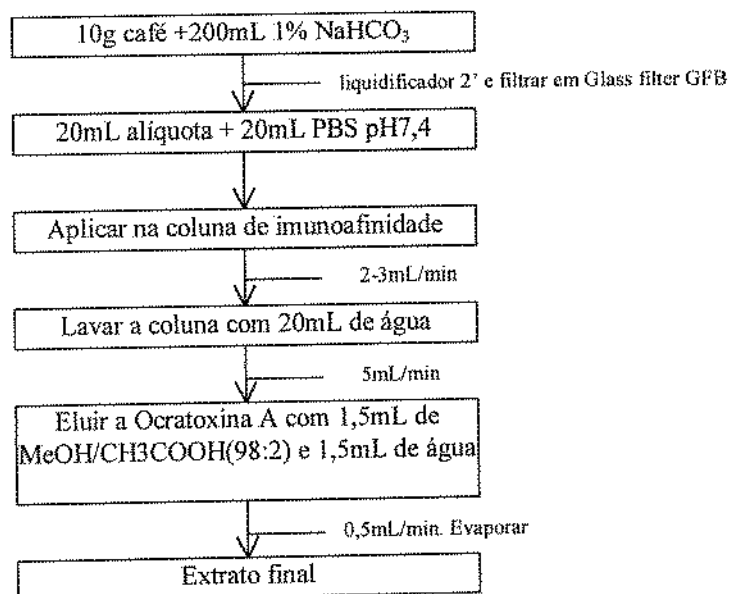 10g café +200mL 1% NaHCO₃
liquidificador 2' e filtrar em Glass filter GFB
20mL alíquota + 20mL PBS pH7,4
Aplicar na coluna de imunoafinidade
2-3mL/min
Lavar a coluna com 20mL de água
5mL/min
Eluir a Ocratoxina A com 1,5mL de
MeOH/CH3COOH(98:2) e 1,5mL de água
0,5mL/min. Evaporar
Extrato final